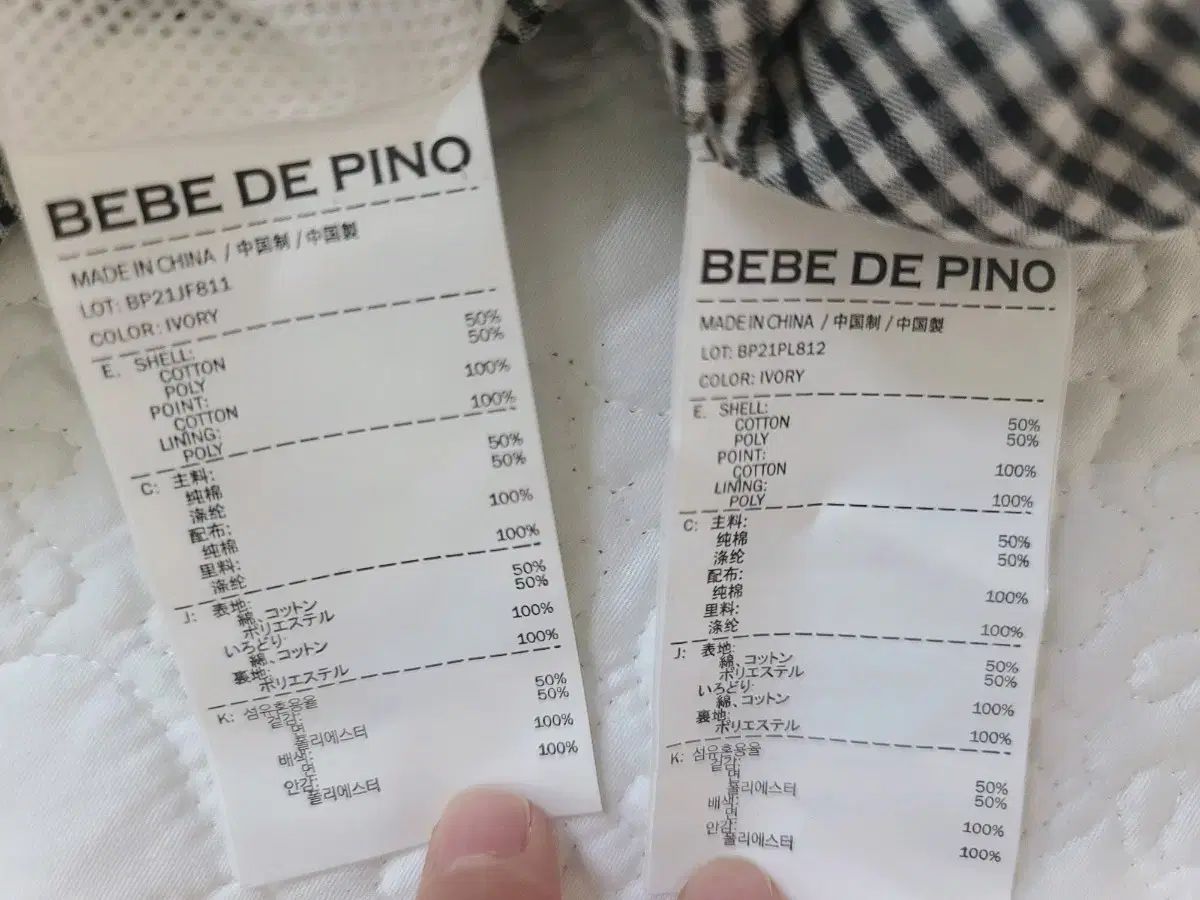 BEBE DE PINO
MADE IN CHINA / 中国制 / 中国製
LOT: BP21JF811
COLOR: IVORY
E. SHELL:
COTTON 50%
POLY 50%
POINT:
COTTON 100%
LINING:
POLY 100%
C: 主料:
纯棉 50%
涤纶 50%
配布:
纯棉 100%
里料:
涤纶 100%
J: 表地:
綿、コットン 50%
ポリエステル 50%
いろどり:
綿、コットン 100%
裏地:
ポリエステル 100%
K: 섬유혼용율
겉감:
면 50%
폴리에스터 50%
배색:
면 100%
안감:
폴리에스터 100%
BEBE DE PINO
MADE IN CHINA / 中国制 / 中国製
LOT: BP21PL812
COLOR: IVORY
E. SHELL:
COTTON 50%
POLY 50%
POINT:
COTTON 100%
LINING:
POLY 100%
C: 主料:
纯棉 50%
涤纶 50%
配布:
纯棉 100%
里料:
涤纶 100%
J: 表地:
綿、コットン 50%
ポリエステル 50%
いろどり:
綿、コットン 100%
裏地:
ポリエステル 100%
K: 섬유혼용율
겉감:
면 50%
폴리에스터 50%
배색:
면 100%
안감:
폴리에스터 100%